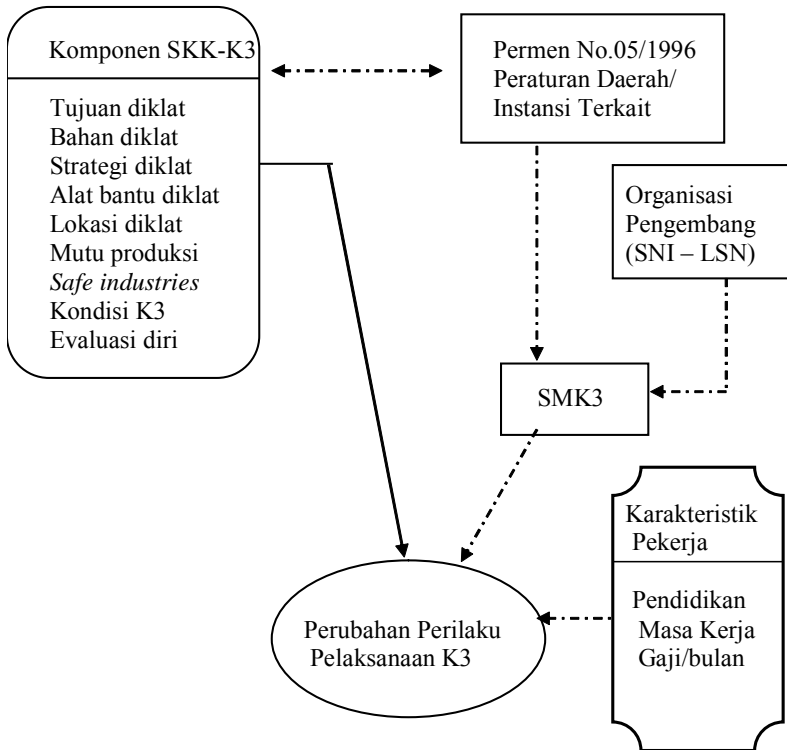 Komponen SKK-K3
Tujuan diklat
Bahan diklat
Strategi diklat
Alat bantu diklat
Lokasi diklat
Mutu produksi
Safe industries
Kondisi K3
Evaluasi diri
Permen No.05/1996
Peraturan Daerah/
Instansi Terkait
Organisasi
Pengembang
(SNI – LSN)
SMK3
Karakteristik
Pekerja
Pendidikan
Masa Kerja
Gaji/bulan
Perubahan Perilaku
Pelaksanaan K3